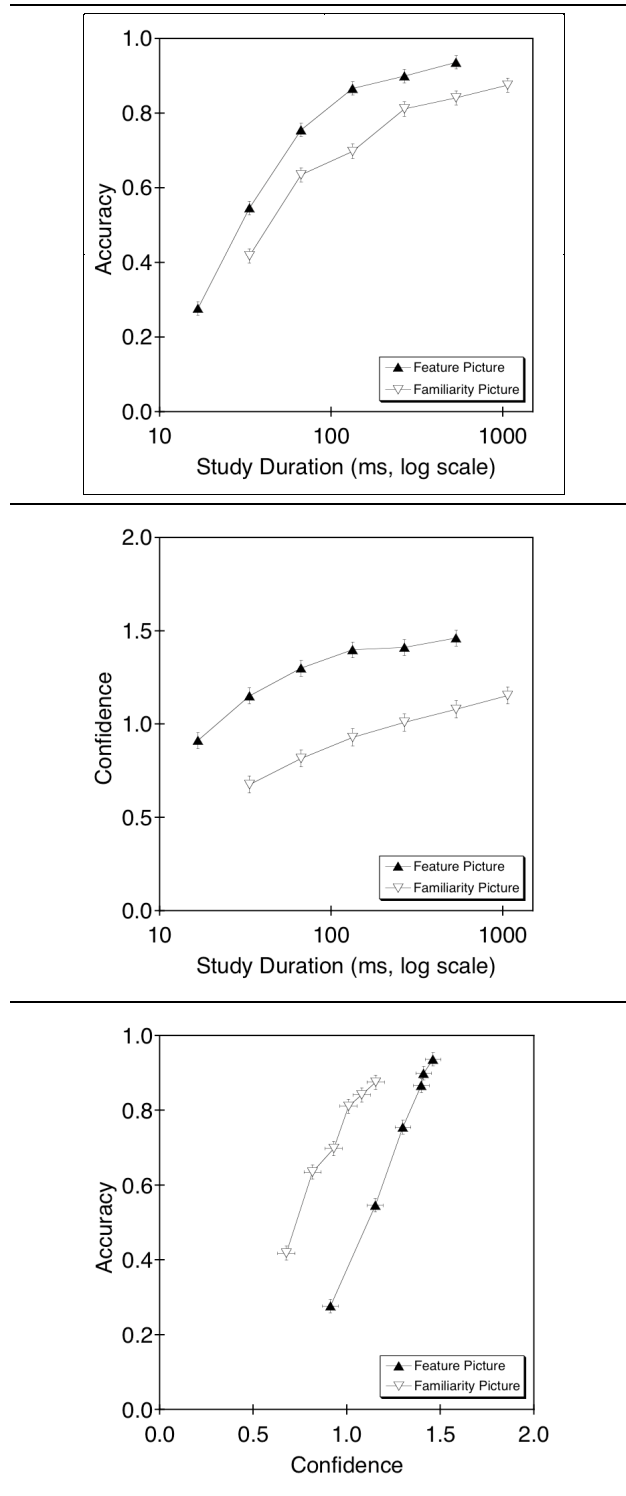 1.0
0.8
0.6
0.4
0.2
0.0
Accuracy
Feature Picture
Familiarity Picture
10 100 1000
Study Duration (ms, log scale)
2.0
1.5
1.0
0.5
0.0
Confidence
Feature Picture
Familiarity Picture
10 100 1000
Study Duration (ms, log scale)
1.0
0.8
0.6
0.4
0.2
0.0
Accuracy
Feature Picture
Familiarity Picture
0.0 0.5 1.0 1.5 2.0
Confidence